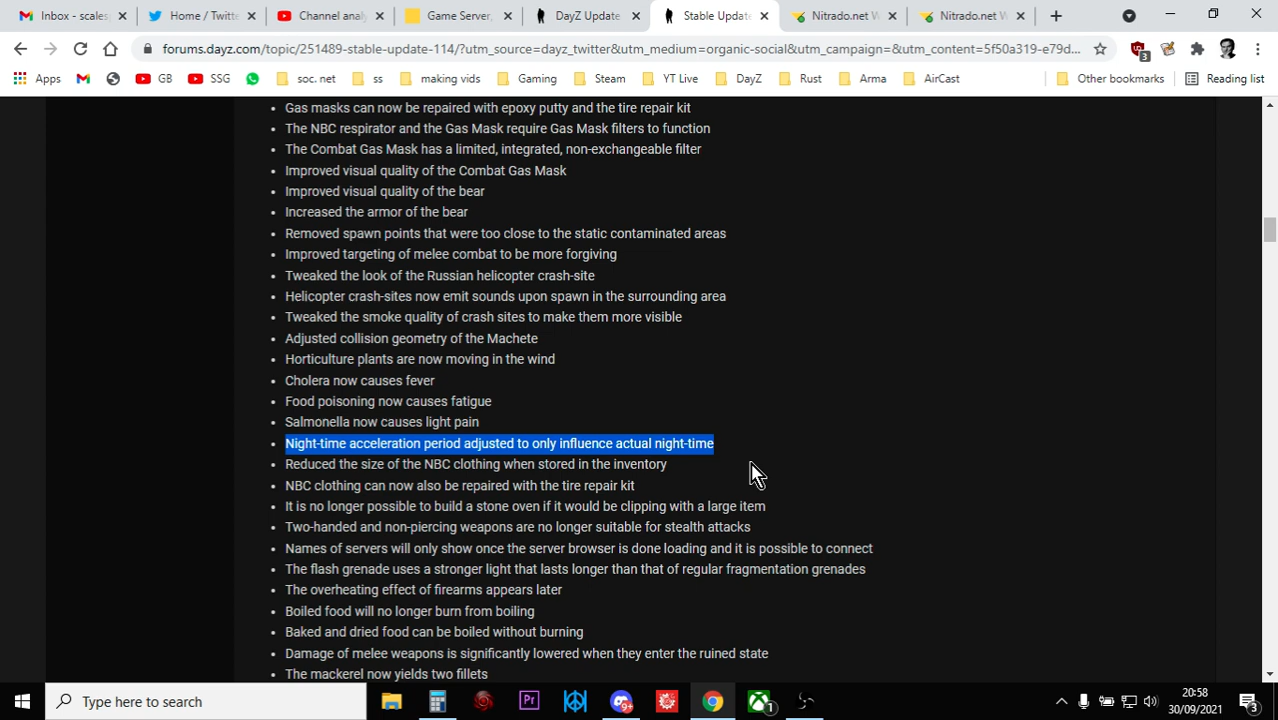 Inbox - scales
Home / Twitte
Channel analy
Game Server,
DayZ Update
Stable Update
Nitrado.net W
Nitrado.net W
forums.dayz.com/topic/251489-stable-update-114/?utm_source=dayz_twitter&utm_medium=organic-social&utm_campaign=&utm_content=5f50a319-e79d...
3
Apps
GB
SSG
soc. net
ss
making vids
Gaming
Steam
YT Live
DayZ
Rust
Arma
AirCast
Other bookmarks
Reading list
• Gas masks can now be repaired with epoxy putty and the tire repair kit
• The NBC respirator and the Gas Mask require Gas Mask filters to function
• The Combat Gas Mask has a limited, integrated, non-exchangeable filter
• Improved visual quality of the Combat Gas Mask
• Improved visual quality of the bear
• Increased the armor of the bear
• Removed spawn points that were too close to the static contaminated areas
• Improved targeting of melee combat to be more forgiving
• Tweaked the look of the Russian helicopter crash-site
• Helicopter crash-sites now emit sounds upon spawn in the surrounding area
• Tweaked the smoke quality of crash sites to make them more visible
• Adjusted collision geometry of the Machete
• Horticulture plants are now moving in the wind
• Cholera now causes fever
• Food poisoning now causes fatigue
• Salmonella now causes light pain
• Night-time acceleration period adjusted to only influence actual night-time
• Reduced the size of the NBC clothing when stored in the inventory
• NBC clothing can now also be repaired with the tire repair kit
• It is no longer possible to build a stone oven if it would be clipping with a large item
• Two-handed and non-piercing weapons are no longer suitable for stealth attacks
• Names of servers will only show once the server browser is done loading and it is possible to connect
• The flash grenade uses a stronger light that lasts longer than that of regular fragmentation grenades
• The overheating effect of firearms appears later
• Boiled food will no longer burn from boiling
• Baked and dried food can be boiled without burning
• Damage of melee weapons is significantly lowered when they enter the ruined state
• The mackerel now yields two fillets
Type here to search
Pr
9+
1
20:58
30/09/2021
3